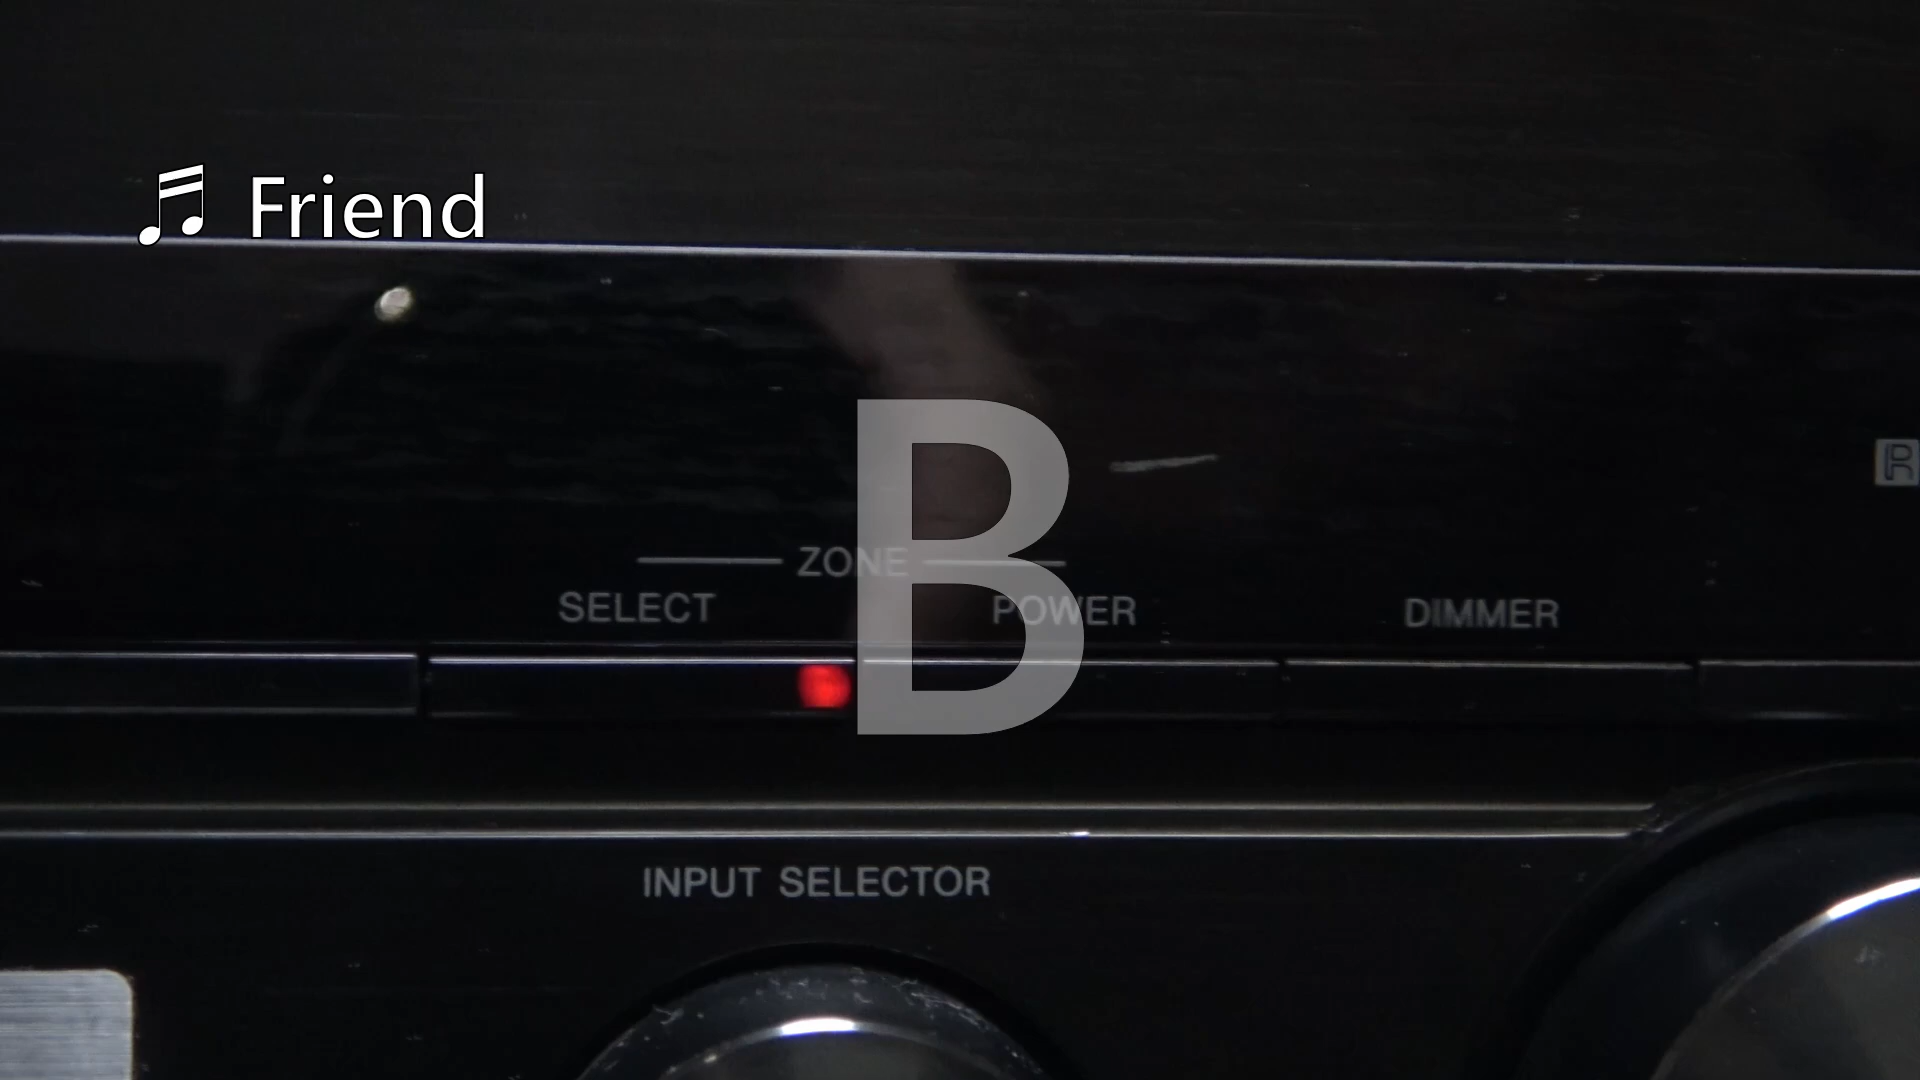 ♫ Friend
B
R
ZONE
SELECT POWER DIMMER
INPUT SELECTOR